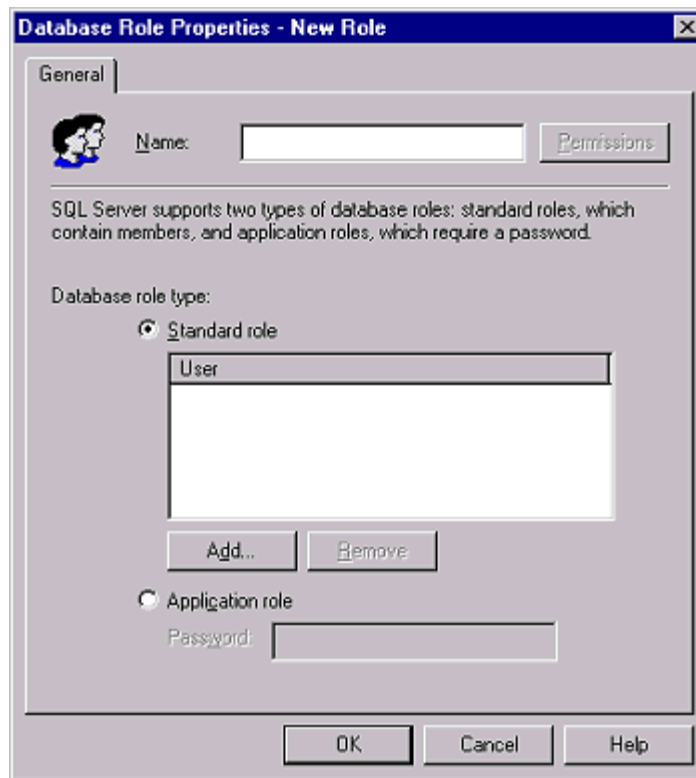 Database Role Properties - New Role
General
Name:
Permissions
SQL Server supports two types of database roles: standard roles, which
contain members, and application roles, which require a password.
Database role type:
Standard role
User
Add...
Remove
Application role
Password:
OK
Cancel
Help